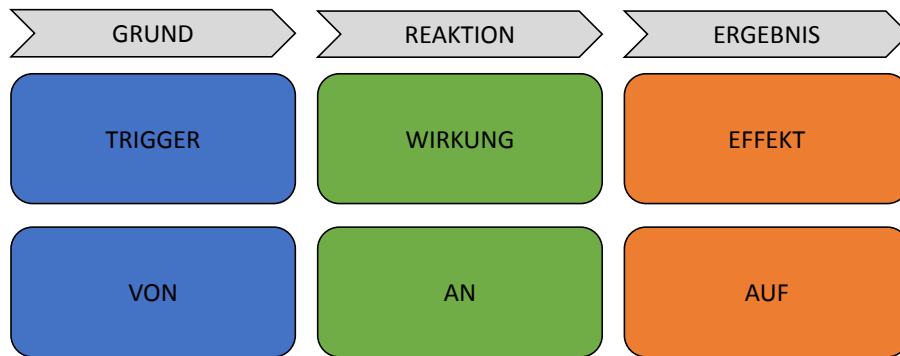 GRUND
REAKTION
ERGEBNIS
TRIGGER
WIRKUNG
EFFEKT
VON
AN
AUF